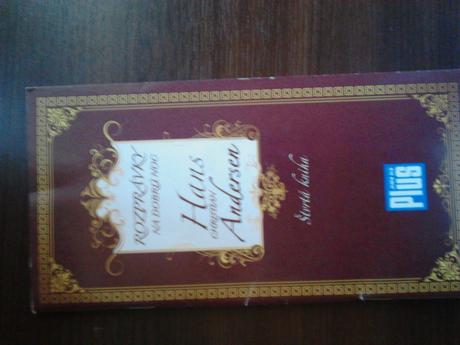 ROZPRÁVKY
NA DOBRÚ NOC
Hans
CHRISTIAN
Andersen
Štvrtá kniha
PLUS